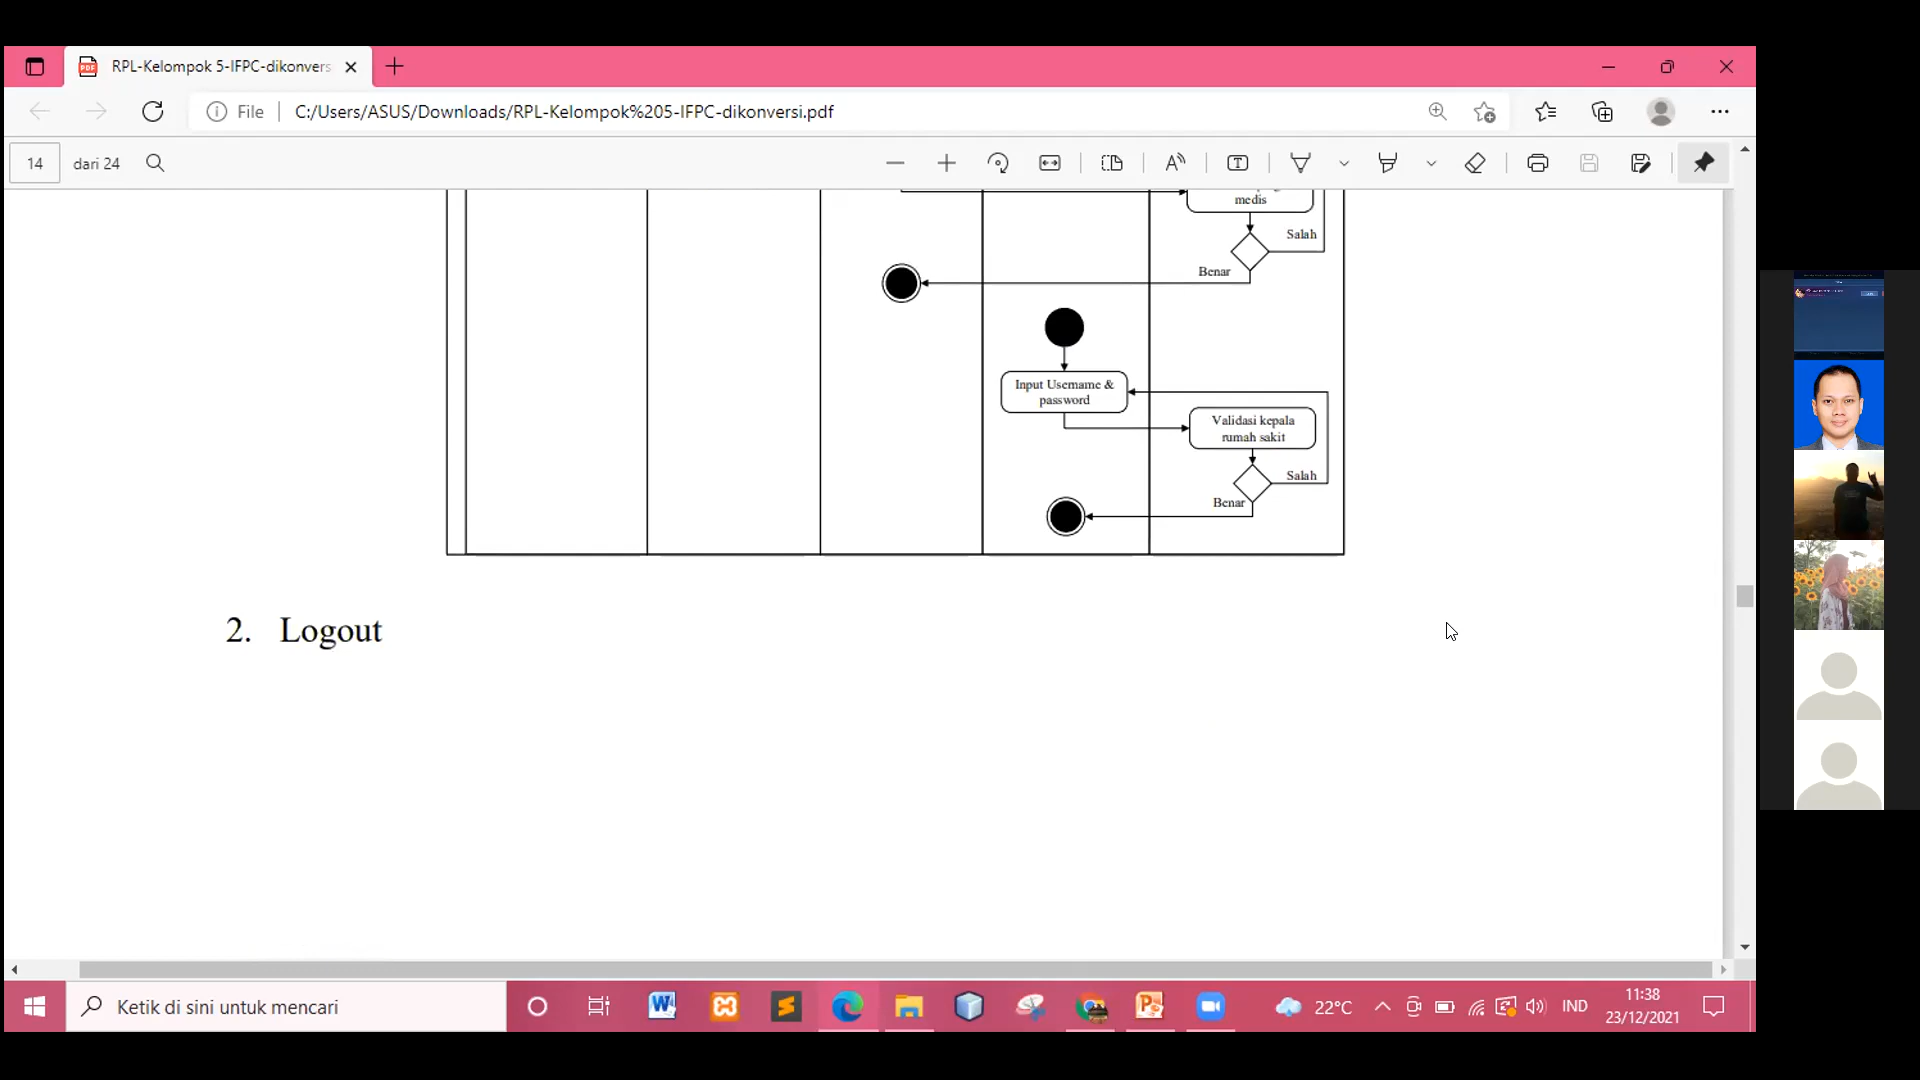 RPL-Kelompok 5-IFPC-dikonvers
File
C:/Users/ASUS/Downloads/RPL-Kelompok%205-IFPC-dikonversi.pdf
14 dari 24
medis
Salah
Benar
Input Username &
password
Validasi kepala
rumah sakit
Salah
Benar
2. Logout
Ketik di sini untuk mencari
22°C
IND
11:38
23/12/2021